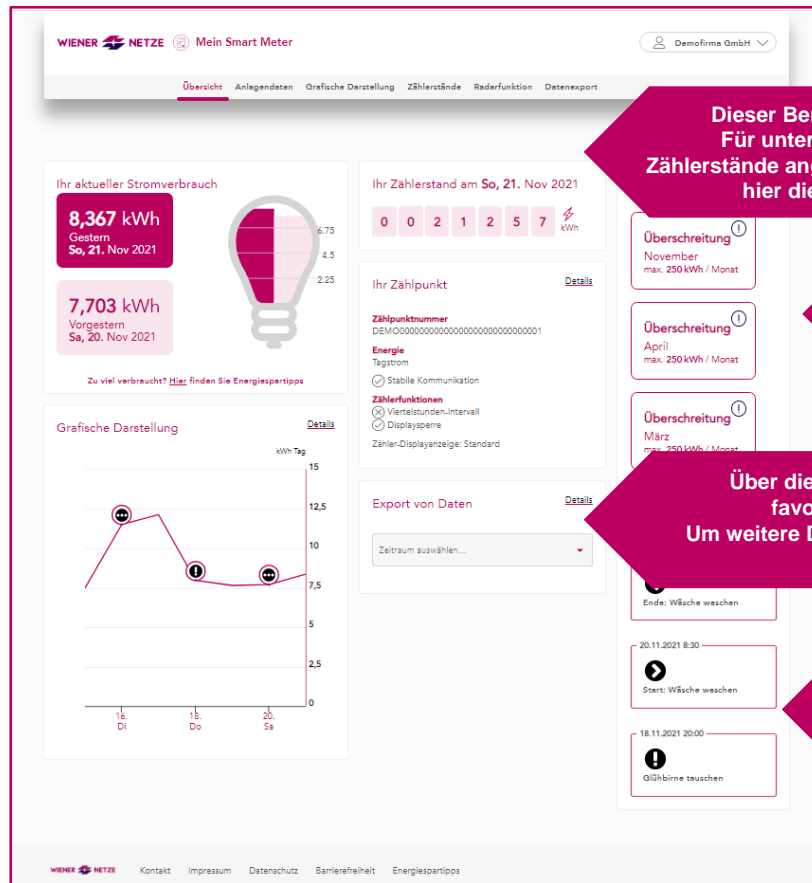 WIENER NETZE Mein Smart Meter
Demofirma GmbH
Übersicht Anlagendaten Grafische Darstellung Zählerstände Radarfunktion Datenexport
Dieser Ber
Für unter
Zählerstände ang
hier die
Ihr aktueller Stromverbrauch
8,367 kWh
Gestern
So, 21. Nov 2021
7,703 kWh
Vorgestern
Sa, 20. Nov 2021
6.75
4.5
2.25
Zu viel verbraucht? Hier finden Sie Energiespartipps
Ihr Zählerstand am So, 21. Nov 2021
0 0 2 1 2 5 7 kWh
Ihr Zählpunkt Details
Zählpunktnummer
Energie
Tagstrom
Stabile Kommunikation
Zählerfunktionen
Viertelstunden-Intervall
Displaysperre
Zähler-Displayanzeige: Standard
Überschreitung
November
max. 250 kWh / Monat
Überschreitung
April
max. 250 kWh / Monat
Überschreitung
März
max. 250 kWh / Monat
Grafische Darstellung Details
kWh Tag
15
12,5
10
7,5
5
2,5
0
16. 18. 20.
Di Do Sa
Export von Daten Details
Zeitraum auswählen...
Über die
favo
Um weitere D
Ende: Wäsche waschen
20.11.2021 8:30
Start: Wäsche waschen
18.11.2021 20:00
Glühbirne tauschen
WIENER NETZE Kontakt Impressum Datenschutz Barrierefreiheit Energiespartipps